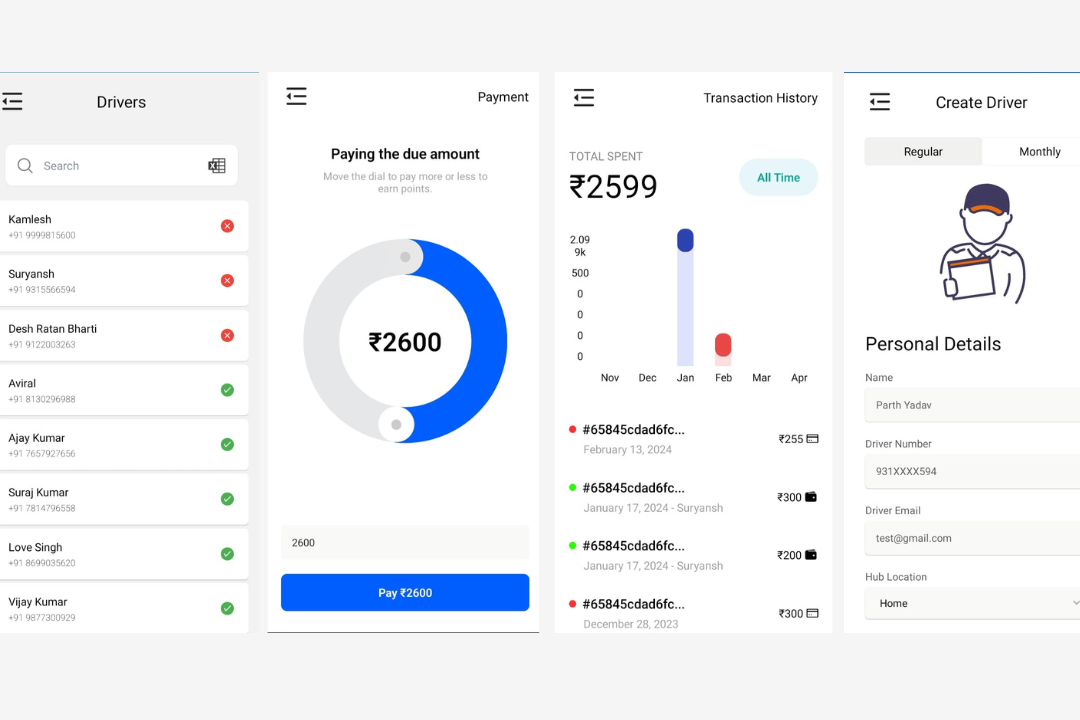 Drivers
Search
Kamlesh
+91 9999815600
Suryansh
+91 9315566594
Desh Ratan Bharti
+91 9122003263
Aviral
+91 8130296988
Ajay Kumar
+91 7657927656
Suraj Kumar
+91 7814796558
Love Singh
+91 8699035620
Vijay Kumar
+91 9877300929
Payment
Paying the due amount
Move the dial to pay more or less to
earn points.
₹2600
2600
Pay ₹2600
Transaction History
TOTAL SPENT
₹2599
All Time
2.09
9k
500
0
0
0
0
Nov Dec Jan Feb Mar Apr
#65845cdad6fc...
February 13, 2024
₹255
#65845cdad6fc...
January 17, 2024 - Suryansh
₹300
#65845cdad6fc...
January 17, 2024 - Suryansh
₹200
#65845cdad6fc...
December 28, 2023
₹300
Create Driver
Regular Monthly
Personal Details
Name
Parth Yadav
Driver Number
931XXXX594
Driver Email
test@gmail.com
Hub Location
Home